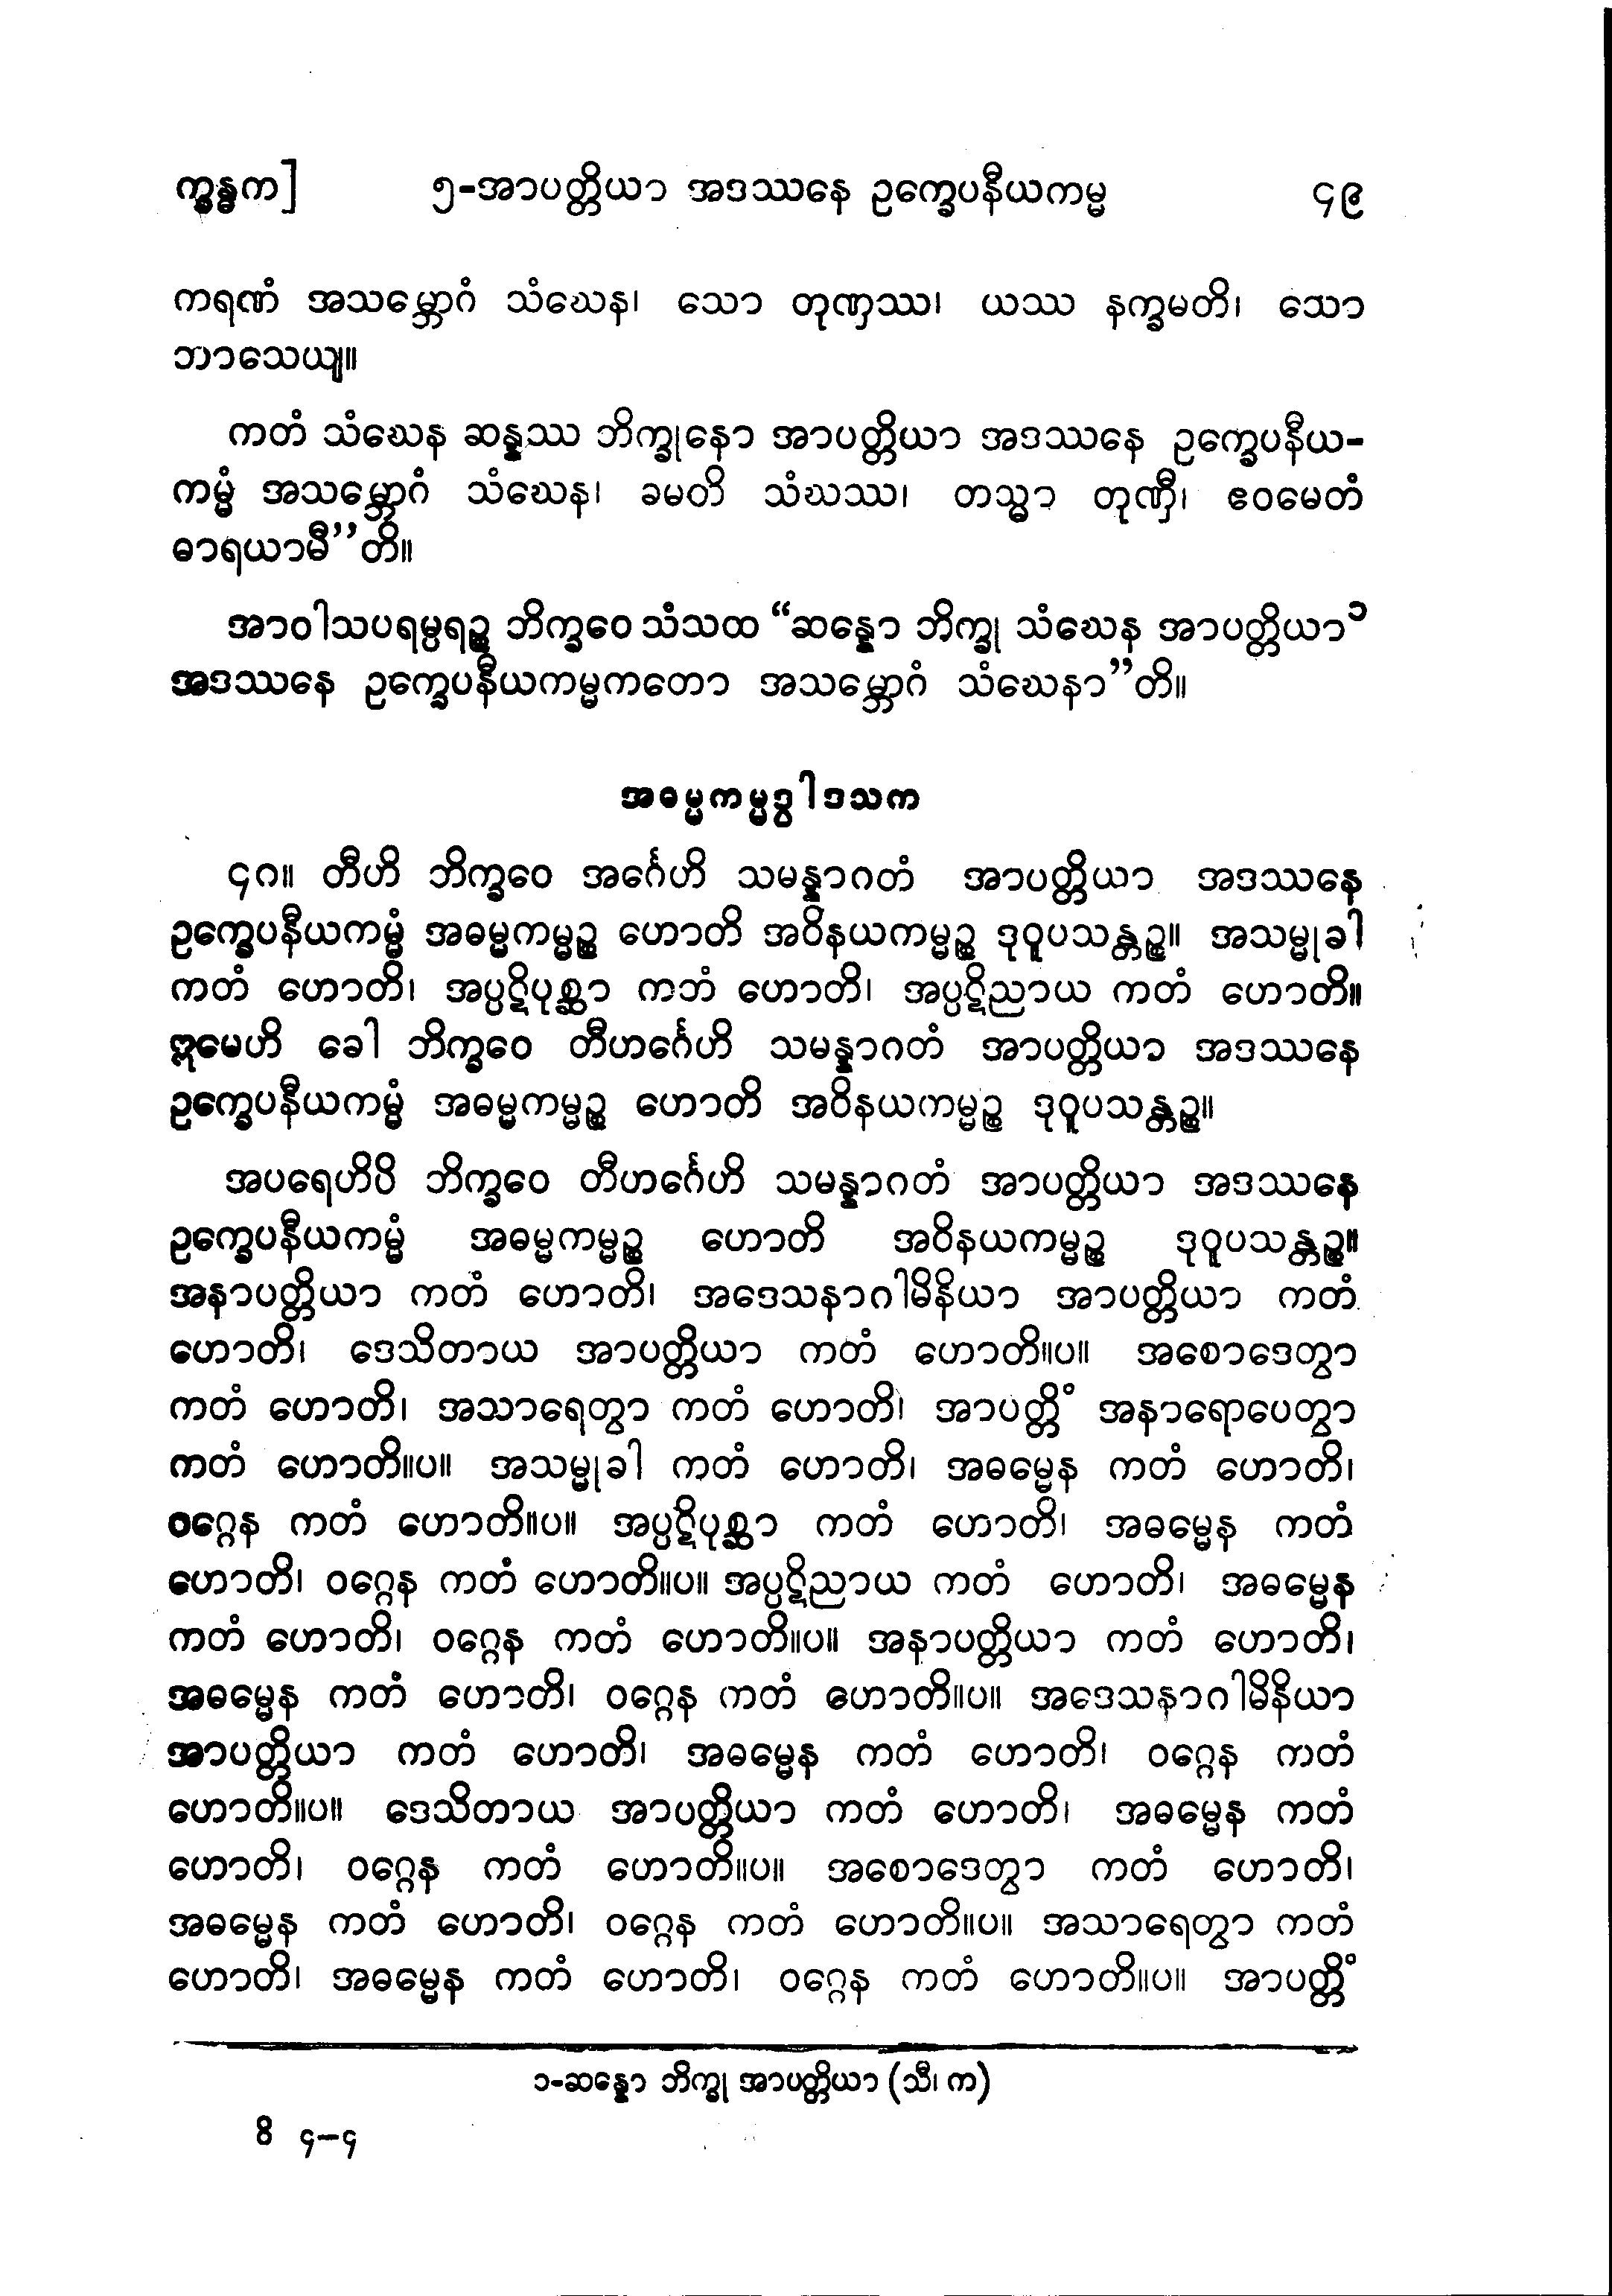 က္ခန္ဓက] ၅-အာပတ္တိယာ အဒဿနေ ဥက္ခေပနီယကမ္မ ၄၉
ကရဏံ အသမ္ဘောဂံ သံဃေန၊ သော တုဏှဿ၊ ယဿ နက္ခမတိ၊ သော
ဘာသေယျ။
ကတံ သံဃေန ဆန္နဿ ဘိက္ခုနော အာပတ္တိယာ အဒဿနေ ဥက္ခေပနီယ-
ကမ္မံ အသမ္ဘောဂံ သံဃေန၊ ခမတိ သံဃဿ၊ တသ္မာ တုဏှီ၊ ဧဝမေတံ
ဓာရယာမီ”တိ။
အာဝါသပရမ္ပရဉ္စ ဘိက္ခဝေ သံသထ “ဆန္နော ဘိက္ခု သံဃေန အာပတ္တိယာ ၁
အဒဿနေ ဥက္ခေပနီယကမ္မကတော အသမ္ဘောဂံ သံဃေနာ”တိ။
အဓမ္မကမ္မဒွါဒသက
၄၈။ တီဟိ ဘိက္ခဝေ အင်္ဂေဟိ သမန္နာဂတံ အာပတ္တိယာ အဒဿနေ
ဥက္ခေပနီယကမ္မံ အဓမ္မကမ္မဉ္စ ဟောတိ အဝိနယကမ္မဉ္စ ဒုဝူပသန္တဉ္စ။ အသမ္မုခါ
ကတံ ဟောတိ၊ အပ္ပဋိပုစ္ဆာ ကဘံ ဟောတိ၊ အပ္ပဋိညာယ ကတံ ဟောတိ။
ဣမေဟိ ခေါ ဘိက္ခဝေ တီဟင်္ဂေဟိ သမန္နာဂတံ အာပတ္တိယာ အဒဿနေ
ဥက္ခေပနီယကမ္မံ အဓမ္မကမ္မဉ္စ ဟောတိ အဝိနယကမ္မဉ္စ ဒုဝူပသန္တဉ္စ။
အပရေဟိပိ ဘိက္ခဝေ တီဟင်္ဂေဟိ သမန္နာဂတံ အာပတ္တိယာ အဒဿနေ
ဥက္ခေပနီယကမ္မံ အဓမ္မကမ္မဉ္စ ဟောတိ အဝိနယကမ္မဉ္စ ဒုဝူပသန္တဉ္စ။
အနာပတ္တိယာ ကတံ ဟောတိ၊ အဒေသနာဂါမိနိယာ အာပတ္တိယာ ကတံ
ဟောတိ၊ ဒေသိတာယ အာပတ္တိယာ ကတံ ဟောတိ။ပ။ အစောဒေတွာ
ကတံ ဟောတိ၊ အသာရေတွာ ကတံ ဟောတိ၊ အာပတ္တိံ အနာရောပေတွာ
ကတံ ဟောတိ။ပ။ အသမ္မုခါ ကတံ ဟောတိ၊ အဓမ္မေန ကတံ ဟောတိ၊
ဝဂ္ဂေန ကတံ ဟောတိ။ပ။ အပ္ပဋိပုစ္ဆာ ကတံ ဟောတိ၊ အဓမ္မေန ကတံ
ဟောတိ၊ ဝဂ္ဂေန ကတံ ဟောတိ။ပ။ အပ္ပဋိညာယ ကတံ ဟောတိ၊ အဓမ္မေန
ကတံ ဟောတိ၊ ဝဂ္ဂေန ကတံ ဟောတိ။ပ။ အနာပတ္တိယာ ကတံ ဟောတိ၊
အဓမ္မေန ကတံ ဟောတိ၊ ဝဂ္ဂေန ကတံ ဟောတိ။ပ။ အဒေသနာဂါမိနိယာ
အာပတ္တိယာ ကတံ ဟောတိ၊ အဓမ္မေန ကတံ ဟောတိ၊ ဝဂ္ဂေန ကတံ
ဟောတိ။ပ။ ဒေသိတာယ အာပတ္တိယာ ကတံ ဟောတိ၊ အဓမ္မေန ကတံ
ဟောတိ၊ ဝဂ္ဂေန ကတံ ဟောတိ။ပ။ အစောဒေတွာ ကတံ ဟောတိ၊
အဓမ္မေန ကတံ ဟောတိ၊ ဝဂ္ဂေန ကတံ ဟောတိ။ပ။ အသာရေတွာ ကတံ
ဟောတိ၊ အဓမ္မေန ကတံ ဟောတိ၊ ဝဂ္ဂေန ကတံ ဟောတိ။ပ။ အာပတ္တိံ
၁-ဆန္နော ဘိက္ခု အာပတ္တိယာ (သီ၊ က)
ဝိ ၄–၄